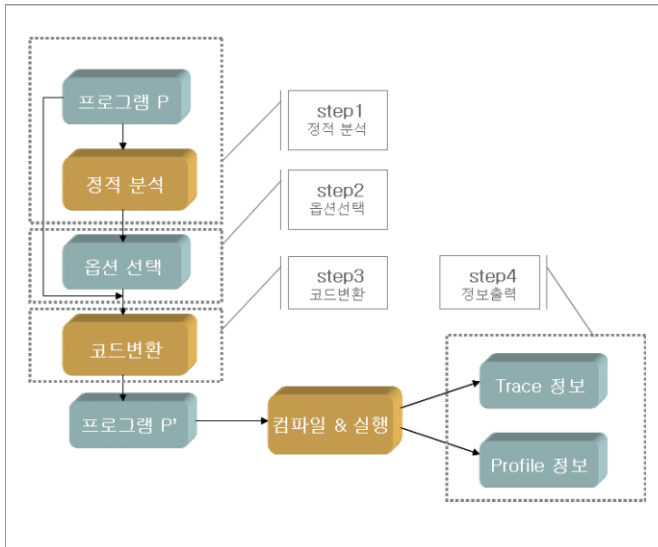 프로그램 P
step1
정적 분석
정적 분석
step2
옵션선택
옵션 선택
step3
코드변환
step4
정보출력
코드변환
Trace 정보
프로그램 P'
컴파일 & 실행
Profile 정보